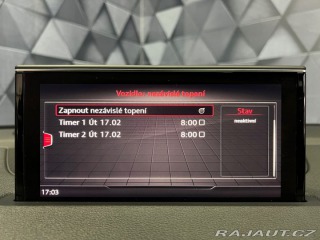 Vozidlo: nezávislé topení
Zapnout nezávislé topení
Stav
Timer 1 Út 17.02 8:00
neaktivní
Timer 2 Út 17.02 8:00
17:03
RAJAUT.CZ